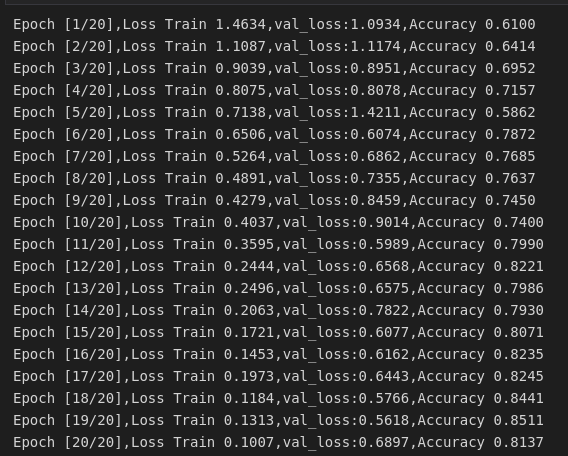 Epoch [1/20],Loss Train 1.4634,val_loss:1.0934,Accuracy 0.6100
Epoch [2/20],Loss Train 1.1087,val_loss:1.1174,Accuracy 0.6414
Epoch [3/20],Loss Train 0.9039,val_loss:0.8951,Accuracy 0.6952
Epoch [4/20],Loss Train 0.8075,val_loss:0.8078,Accuracy 0.7157
Epoch [5/20],Loss Train 0.7138,val_loss:1.4211,Accuracy 0.5862
Epoch [6/20],Loss Train 0.6506,val_loss:0.6074,Accuracy 0.7872
Epoch [7/20],Loss Train 0.5264,val_loss:0.6862,Accuracy 0.7685
Epoch [8/20],Loss Train 0.4891,val_loss:0.7355,Accuracy 0.7637
Epoch [9/20],Loss Train 0.4279,val_loss:0.8459,Accuracy 0.7450
Epoch [10/20],Loss Train 0.4037,val_loss:0.9014,Accuracy 0.7400
Epoch [11/20],Loss Train 0.3595,val_loss:0.5989,Accuracy 0.7990
Epoch [12/20],Loss Train 0.2444,val_loss:0.6568,Accuracy 0.8221
Epoch [13/20],Loss Train 0.2496,val_loss:0.6575,Accuracy 0.7986
Epoch [14/20],Loss Train 0.2063,val_loss:0.7822,Accuracy 0.7930
Epoch [15/20],Loss Train 0.1721,val_loss:0.6077,Accuracy 0.8071
Epoch [16/20],Loss Train 0.1453,val_loss:0.6162,Accuracy 0.8235
Epoch [17/20],Loss Train 0.1973,val_loss:0.6443,Accuracy 0.8245
Epoch [18/20],Loss Train 0.1184,val_loss:0.5766,Accuracy 0.8441
Epoch [19/20],Loss Train 0.1313,val_loss:0.5618,Accuracy 0.8511
Epoch [20/20],Loss Train 0.1007,val_loss:0.6897,Accuracy 0.8137